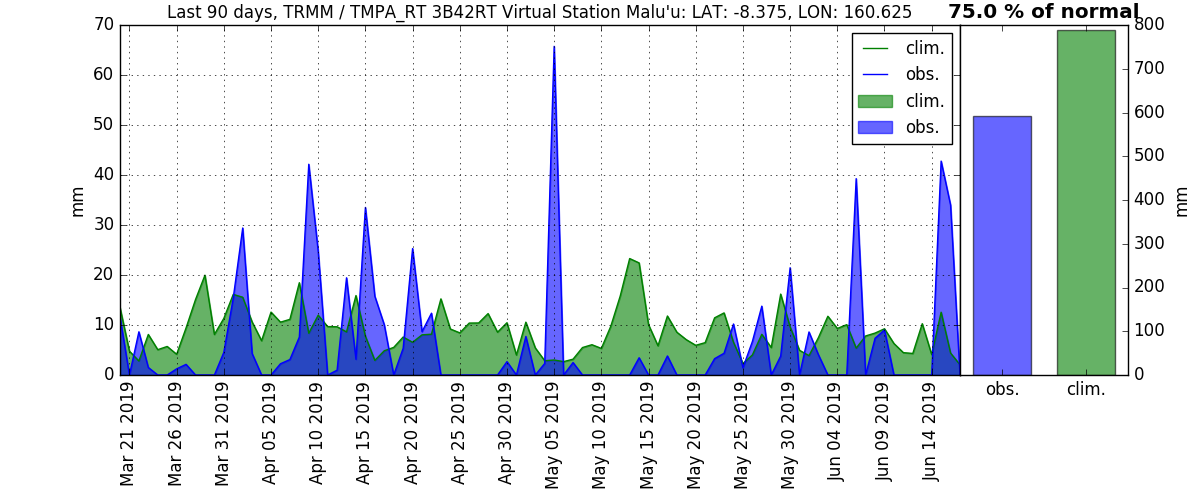 Last 90 days, TRMM / TMPA_RT 3B42RT Virtual Station Malu'u: LAT: -8.375, LON: 160.625
75.0 % of normal
70
60
50
40
30
20
10
0
mm
clim.
obs.
clim.
obs.
800
700
600
500
400
300
200
100
0
mm
Mar 21 2019
Mar 26 2019
Mar 31 2019
Apr 05 2019
Apr 10 2019
Apr 15 2019
Apr 20 2019
Apr 25 2019
Apr 30 2019
May 05 2019
May 10 2019
May 15 2019
May 20 2019
May 25 2019
May 30 2019
Jun 04 2019
Jun 09 2019
Jun 14 2019
obs.
clim.